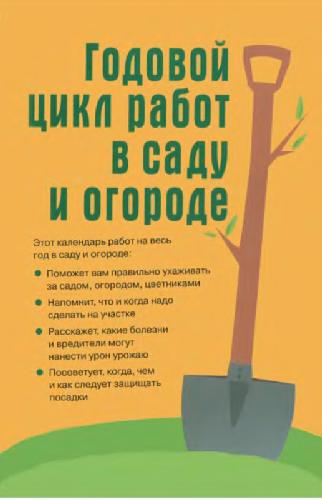 Годовой
цикл работ
в саду
и огороде
Этот календарь работ на весь
год в саду и огороде:
Поможет вам правильно ухаживать
за садом, огородом, цветниками
Напомнит, что и когда надо
сделать на участке
Расскажет, какие болезни
и вредители могут
нанести урон урожаю
Посоветует, когда, чем
и как следует защищать
посадки